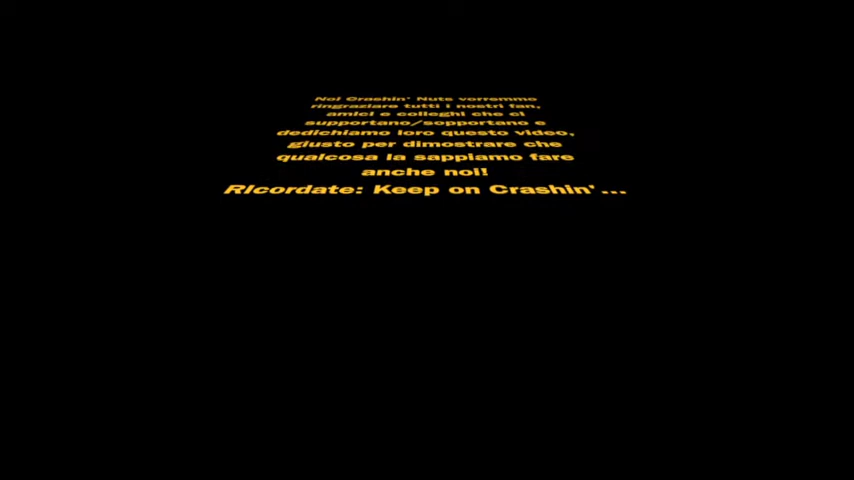 Noi Crashin' Nuts vorremmo
ringraziare tutti i nostri fan,
amici e colleghi che ci
supportano/sopportano e
dedichiamo loro questo video,
giusto per dimostrare che
qualcosa la sappiamo fare
anche noi!
RIcordate: Keep on Crashin'...